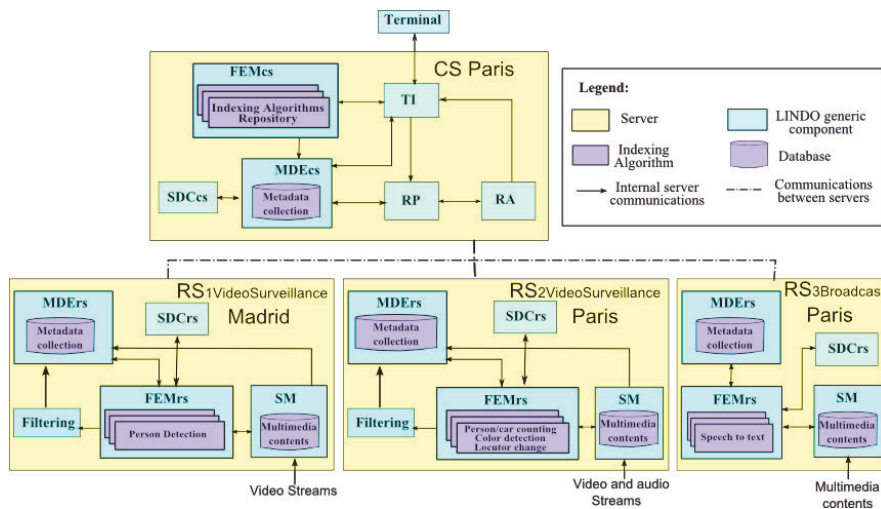 Terminal
CS Paris
FEMcs
Indexing Algorithms
Repository
TI
MDEcs
Metadata
collection
SDCcs
RP
RA
Legend:
Server
LINDO generic
component
Indexing
Algorithm
Database
Internal server
communications
Communications
between servers
RS1VideoSurveillance
Madrid
MDErs
Metadata
collection
SDCrs
Filtering
FEMrs
Person Detection
SM
Multimedia
contents
Video Streams
RS2VideoSurveillance
Paris
MDErs
Metadata
collection
SDCrs
Filtering
FEMrs
Person/car counting
Color detection
Locutor change
SM
Multimedia
contents
Video and audio
Streams
RS3Broadcas
Paris
MDErs
Metadata
collection
SDCrs
FEMrs
Speech to text
SM
Multimedia
contents
Multimedia
contents